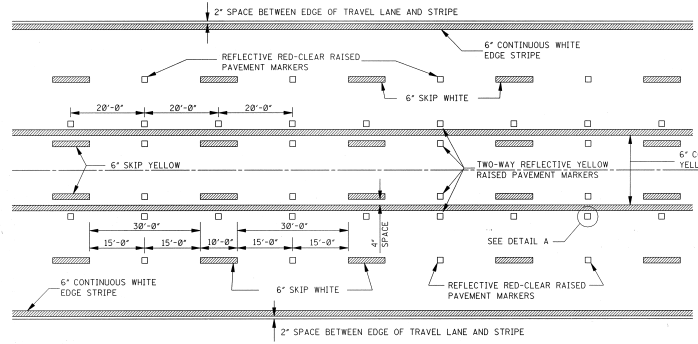 2" SPACE BETWEEN EDGE OF TRAVEL LANE AND STRIPE
6" CONTINUOUS WHITE
EDGE STRIPE
REFLECTIVE RED-CLEAR RAISED
PAVEMENT MARKERS
6" SKIP WHITE
20'-0" 20'-0" 20'-0"
6" SKIP YELLOW
TWO-WAY REFLECTIVE YELLOW
RAISED PAVEMENT MARKERS
6" C
YELL
30'-0" 30'-0"
4"
SPACE
15'-0" 15'-0" 10'-0" 15'-0" 15'-0"
SEE DETAIL A
6" CONTINUOUS WHITE
EDGE STRIPE
6" SKIP WHITE
REFLECTIVE RED-CLEAR RAISED
PAVEMENT MARKERS
2" SPACE BETWEEN EDGE OF TRAVEL LANE AND STRIPE